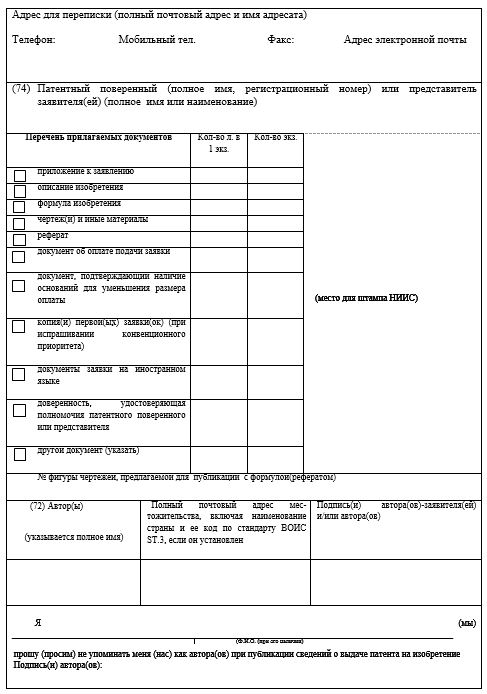 Адрес для переписки (полный почтовый адрес и имя адресата)
Телефон: Мобильный тел. Факс: Адрес электронной почты
(74) Патентный поверенный (полное имя, регистрационный номер) или представитель
заявителя(ей) (полное имя или наименование)
Перечень прилагаемых документов
Кол-во л. в
1 экз.
Кол-во экз.
приложение к заявлению
описание изобретения
формула изобретения
чертеж(и) и иные материалы
реферат
документ об оплате подачи заявки
документ, подтверждающий наличие
оснований для уменьшения размера
оплаты
копия(и) первой(ых) заявки(ок) (при
испрашивании конвенционного
приоритета)
документы заявки на иностранном
языке
доверенность, удостоверяющая
полномочия патентного поверенного
или представителя
другой документ (указать)
(место для штампа НИИС)
№ фигуры чертежей, предлагаемой для публикации с формулой(рефератом)
(72) Автор(ы)
(указывается полное имя)
Полный почтовый адрес мес-
тожительства, включая наименование
страны и ее код по стандарту ВОИС
ST.3, если он установлен
Подпись(и) автора(ов)-заявителя(ей)
и/или автора(ов)
Я (мы)
(Ф.И.О. (при его наличии)
прошу (просим) не упоминать меня (нас) как автора(ов) при публикации сведений о выдаче патента на изобретение
Подпись(и) автора(ов):